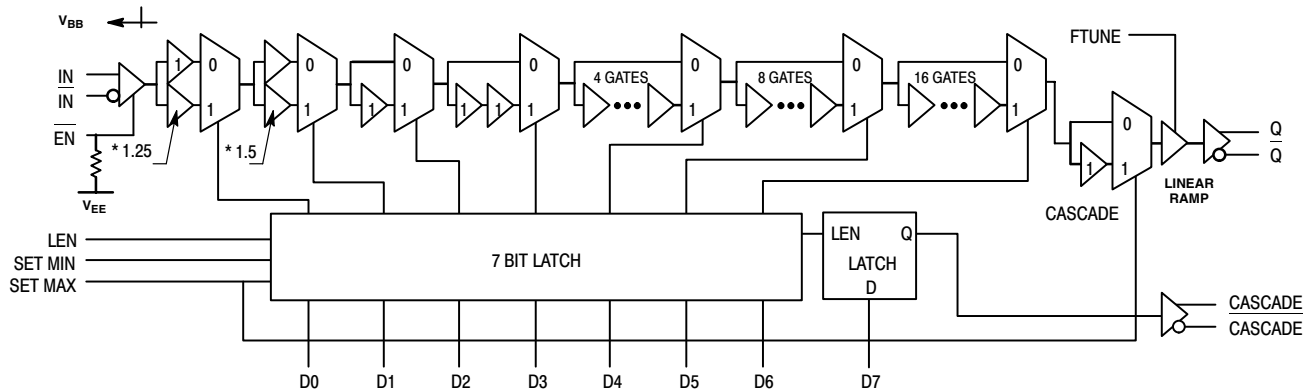 VBB
FTUNE
4 GATES
8 GATES
16 GATES
IN
IN
EN
1
0
1
0
1
0
1
1
0
1
1
1
0
1
0
1
0
1
0
1
0
1
1
* 1.25
* 1.5
VEE
Q
Q
LINEAR
RAMP
CASCADE
LEN
SET MIN
SET MAX
7 BIT LATCH
LEN
Q
LATCH
D
CASCADE
CASCADE
D0
D1
D2
D3
D4
D5
D6
D7